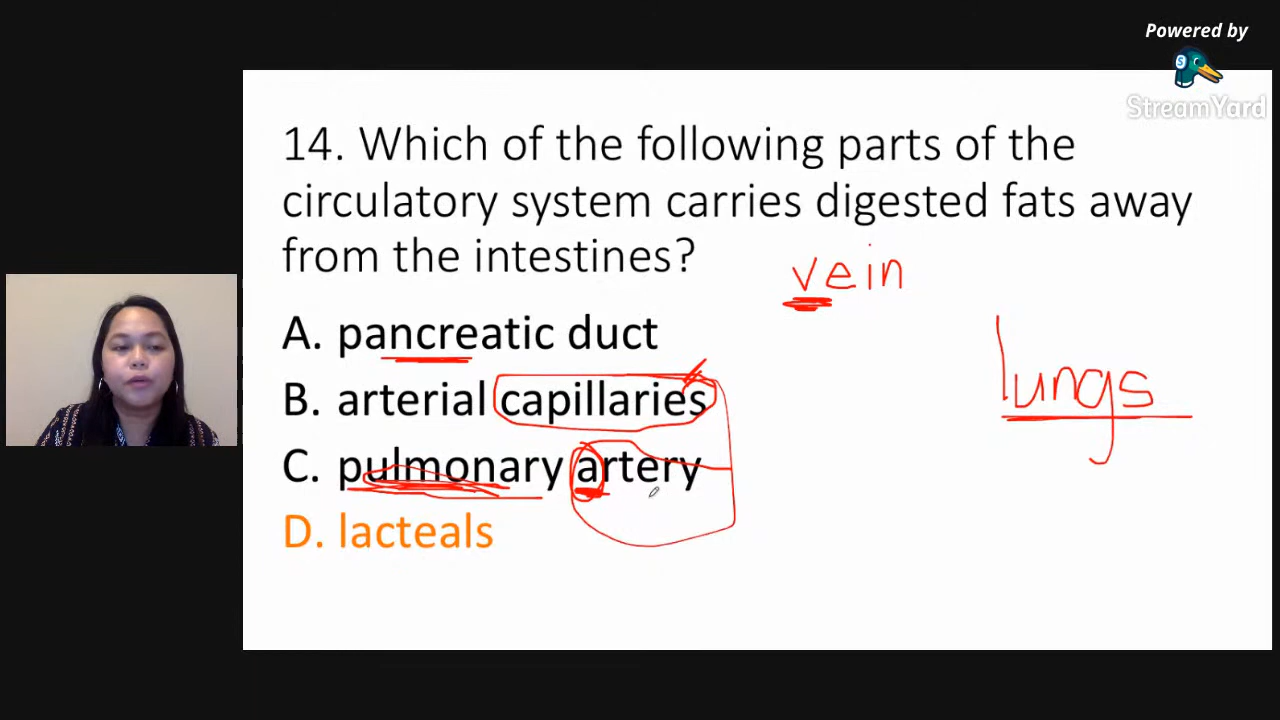 Powered by
StreamYard
14. Which of the following parts of the
circulatory system carries digested fats away
from the intestines?
vein
A. pancreatic duct
lungs
B. arterial capillaries
C. pulmonary artery
D. lacteals